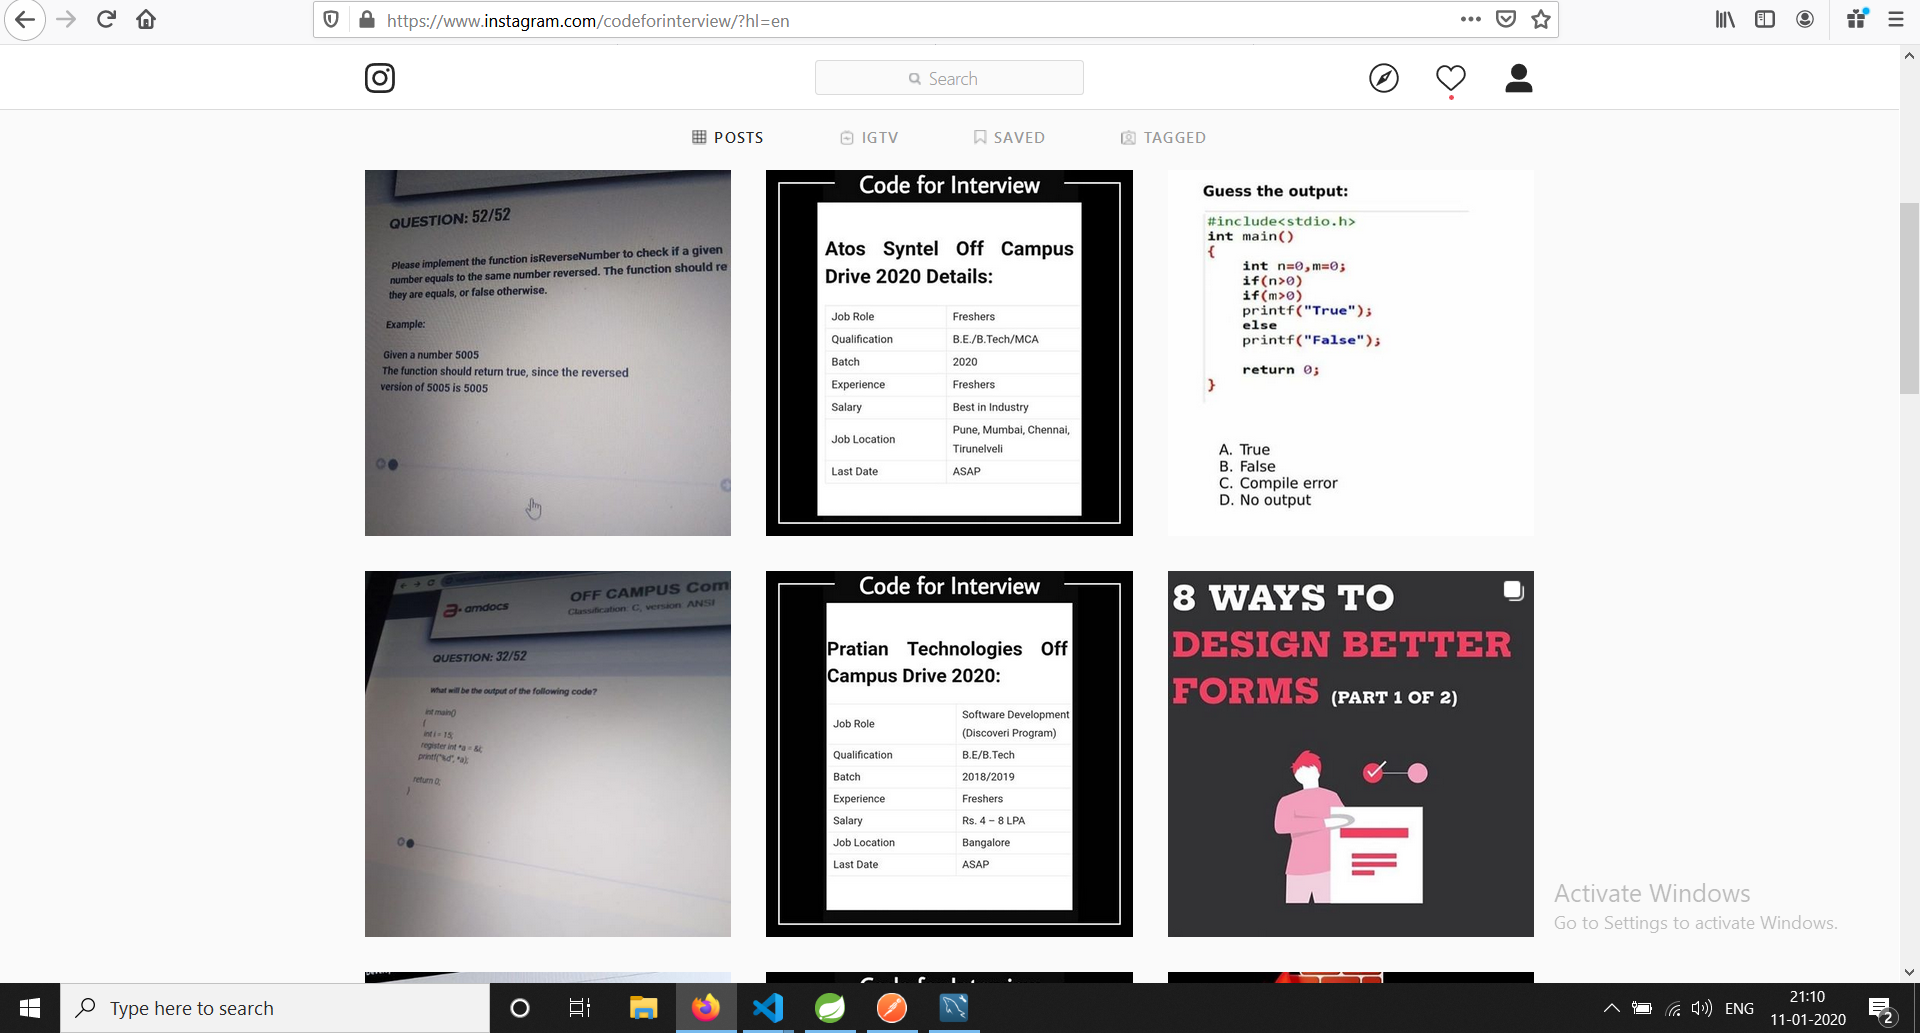 https://www.instagram.com/codeforinterview/?hl=en
Search
POSTS
IGTV
SAVED
TAGGED
QUESTION: 52/52
Please implement the function isReverseNumber to check if a given
number equals to the same number reversed. The function should re
they are equals, or false otherwise.
Example:
Given a number 5005
The function should return true, since the reversed
version of 5005 is 5005
Code for Interview
Atos Syntel Off Campus
Drive 2020 Details:
Job Role Freshers
Qualification B.E./B.Tech/MCA
Batch 2020
Experience Freshers
Salary Best in Industry
Job Location Pune, Mumbai, Chennai,
Tirunelveli
Last Date ASAP
Guess the output:
#include<stdio.h>
int main()
{
int n=0,m=0;
if(n>0)
if(m>0)
printf("True");
else
printf("False");
return 0;
}
A. True
B. False
C. Compile error
D. No output
amdocs
OFF CAMPUS Com
Classification: C, version: ANSI
QUESTION: 32/52
What will be the output of the following code?
int main()
{
int i = 15;
register int *a = &i;
printf("%d", *a);
return 0;
}
Code for Interview
Pratian Technologies Off
Campus Drive 2020:
Job Role Software Development
(Discoveri Program)
Qualification B.E/B.Tech
Batch 2018/2019
Experience Freshers
Salary Rs. 4 – 8 LPA
Job Location Bangalore
Last Date ASAP
8 WAYS TO
DESIGN BETTER
FORMS (PART 1 OF 2)
Activate Windows
Go to Settings to activate Windows.
Type here to search
ENG
21:10
11-01-2020
2